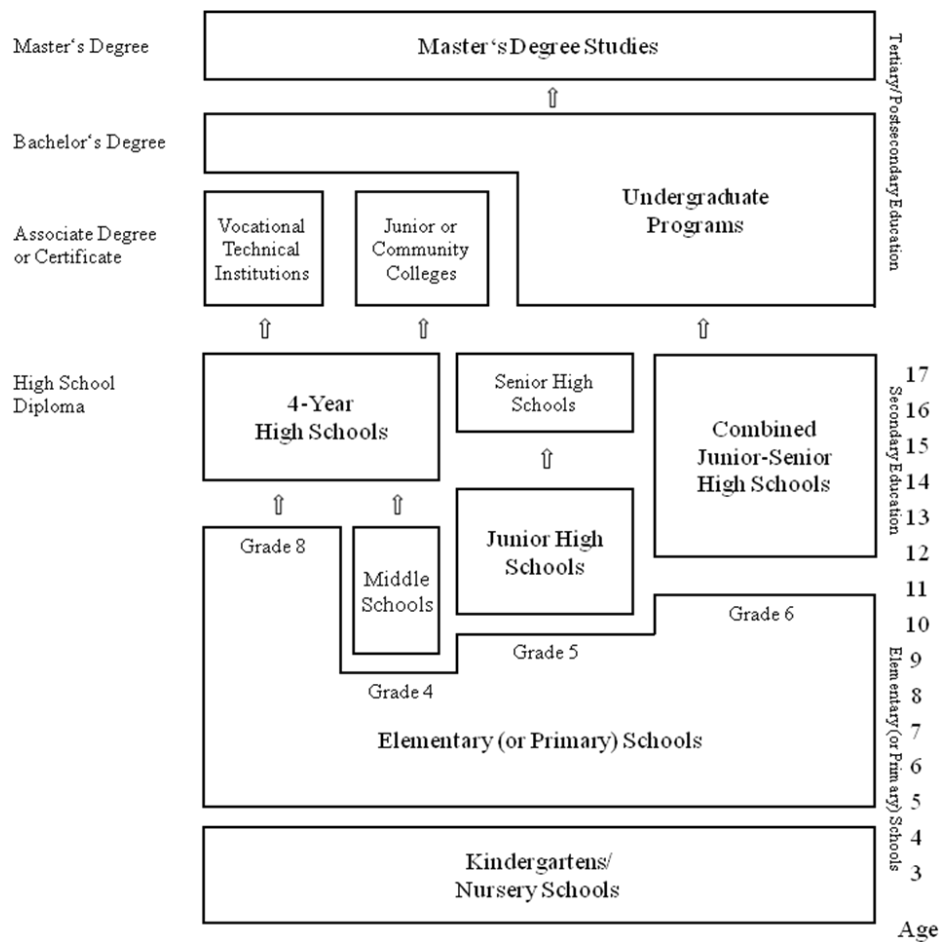 Master‘s Degree
Master‘s Degree Studies
Tertiary/Postsecondary Education
Bachelor‘s Degree
Undergraduate
Programs
Associate Degree
or Certificate
Vocational
Technical
Institutions
Junior or
Community
Colleges
High School
Diploma
4-Year
High Schools
Senior High
Schools
Combined
Junior-Senior
High Schools
Secondary Education
17
16
15
14
13
12
11
10
9
8
7
6
5
4
3
Age
Grade 8
Middle
Schools
Junior High
Schools
Grade 4
Grade 5
Grade 6
Elementary (or Primary) Schools
Elementary (or Primary) Schools
Kindergartens/
Nursery Schools